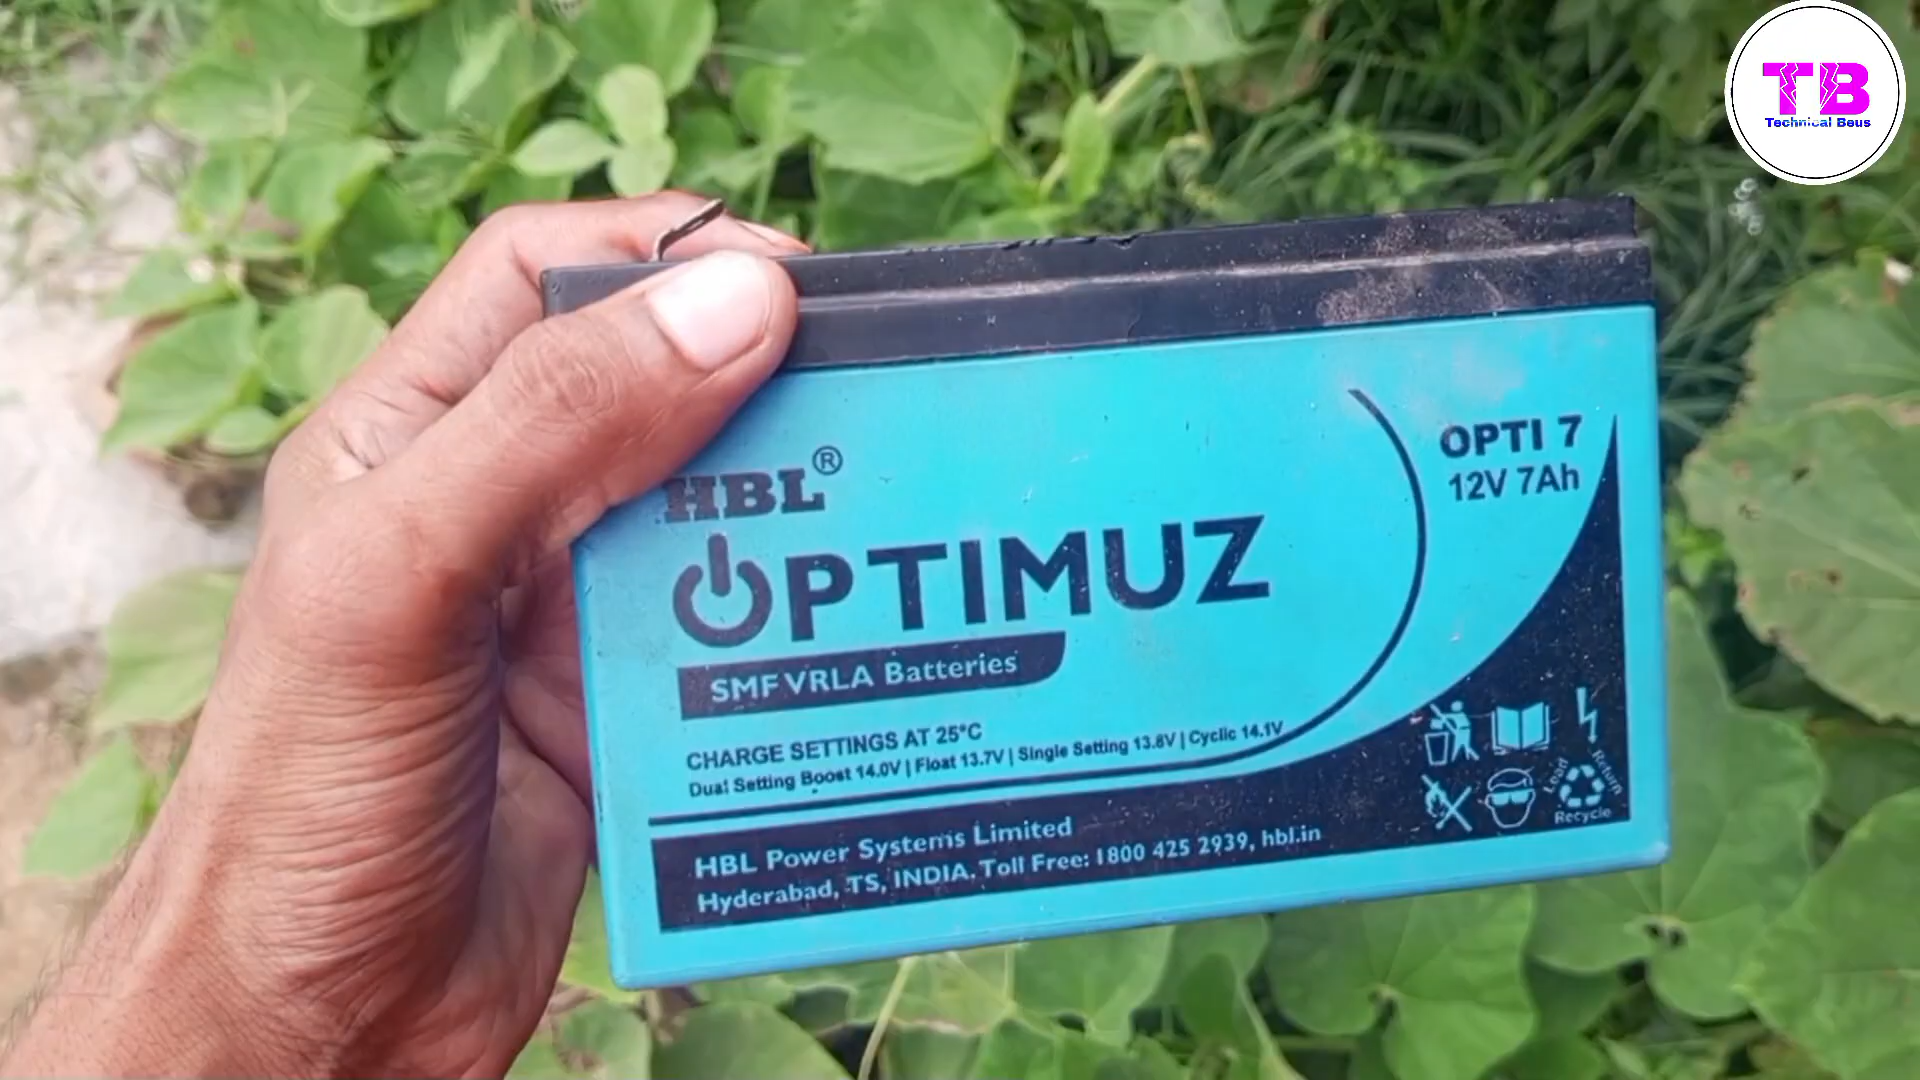 TB
Technical Beus
HBL®
OPTIMUZ
SMF VRLA Batteries
CHARGE SETTINGS AT 25°C
Dual Setting Boost 14.0V | Float 13.7V | Single Setting 13.8V | Cyclic 14.1V
OPTI 7
12V 7Ah
HBL Power Systems Limited
Hyderabad, TS, INDIA. Toll Free: 1800 425 2939, hbl.in
Lead Return
Recycle